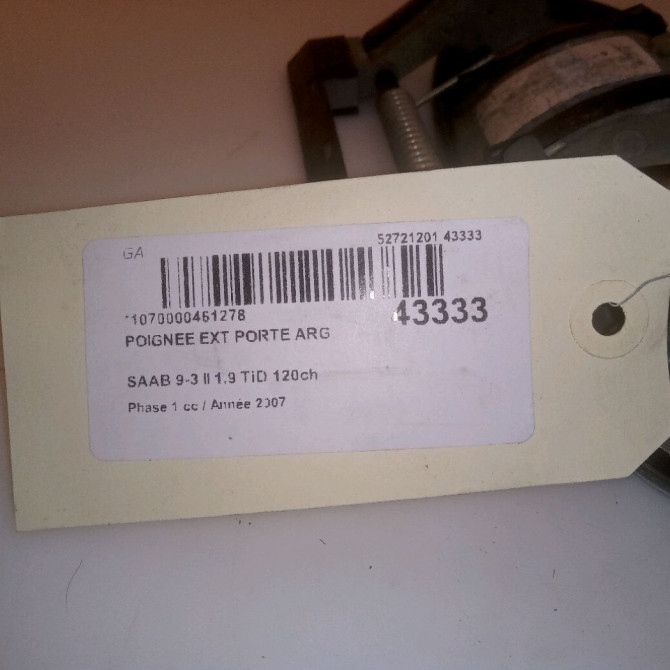 GA
52721201 43333
*1070000461278
43333
POIGNEE EXT PORTE ARG
SAAB 9-3 II 1.9 TiD 120ch
Phase 1 cc / Année 2007